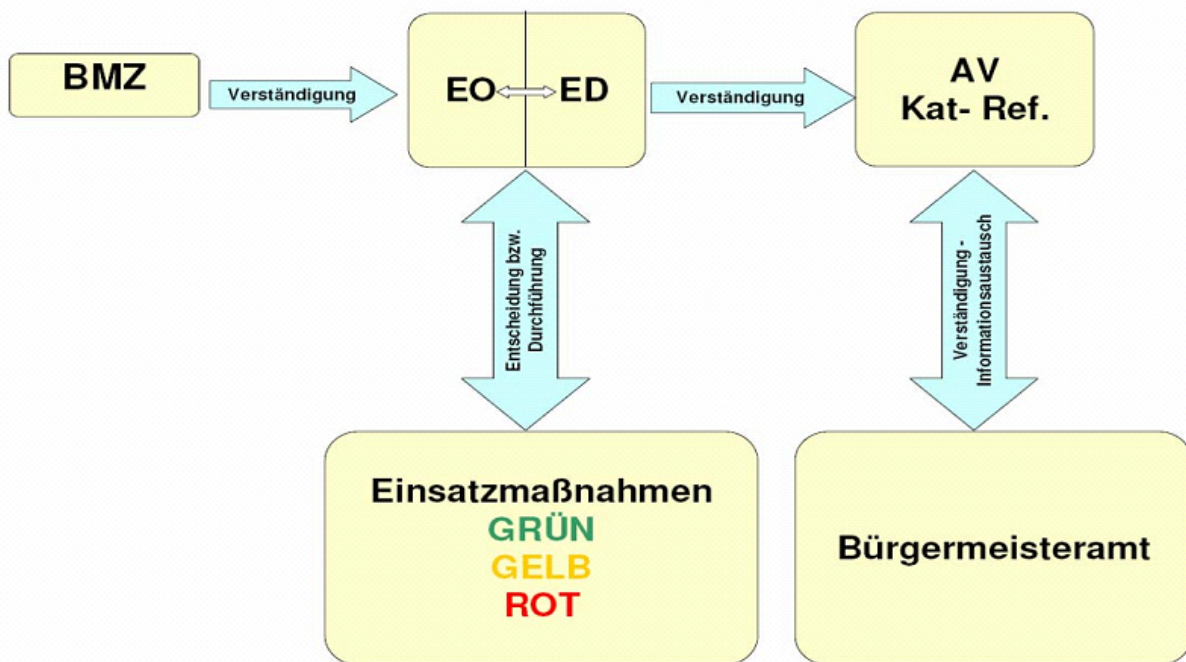 BMZ
Verständigung
EO
ED
Verständigung
AV
Kat- Ref.
Entscheidung bzw.
Durchführung
Verständigung -
Informationsaustausch
Einsatzmaßnahmen
GRÜN
GELB
ROT
Bürgermeisteramt